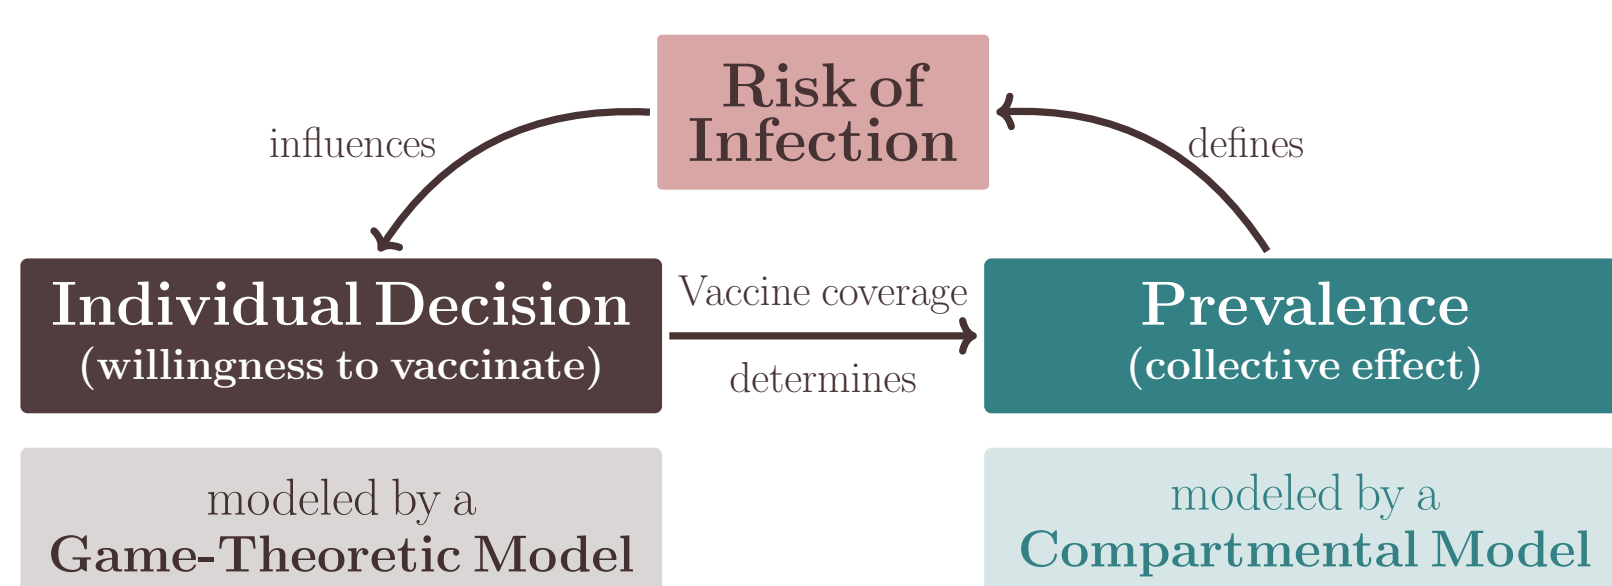 Risk of
Infection
influences
defines
Individual Decision
(willingness to vaccinate)
Vaccine coverage
determines
Prevalence
(collective effect)
modeled by a
Game-Theoretic Model
modeled by a
Compartmental Model